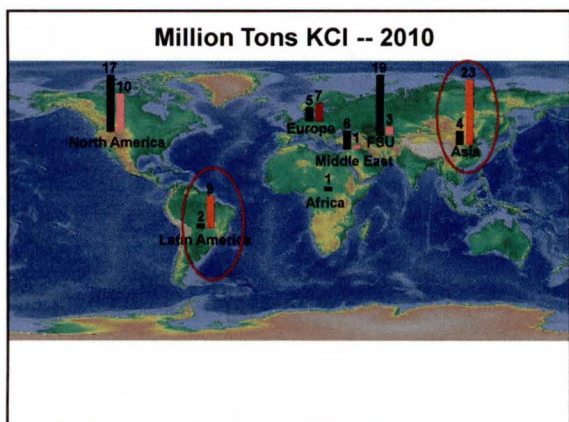 Million Tons KCl -- 2010
17
10
North America
5 7
Europe
6
1
Middle East
19
3
FSU
23
4
Asia
1
Africa
2
Latin America